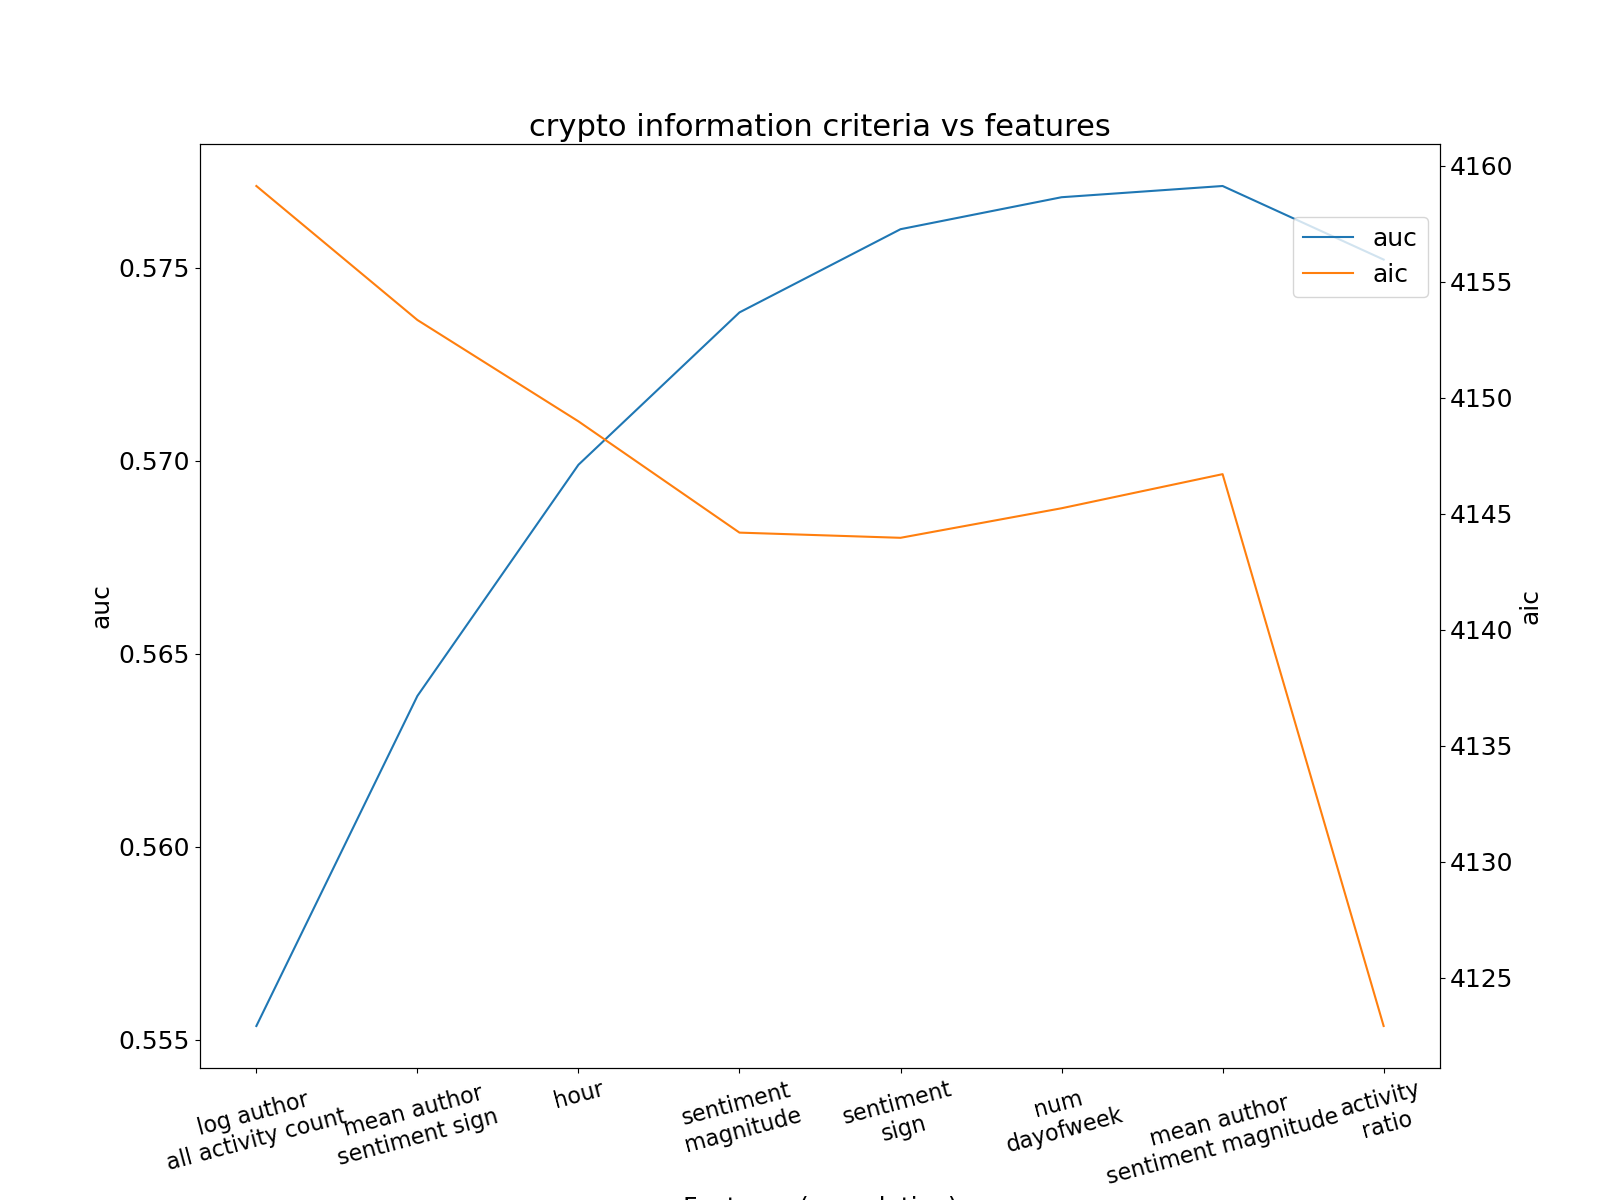 crypto information criteria vs features
auc
0.575
0.570
0.565
0.560
0.555
4160
4155
4150
4145
4140
4135
4130
4125
aic
auc
aic
log author
all activity count
mean author
sentiment sign
hour
sentiment
magnitude
sentiment
sign
num
dayofweek
mean author
sentiment magnitude
activity
ratio